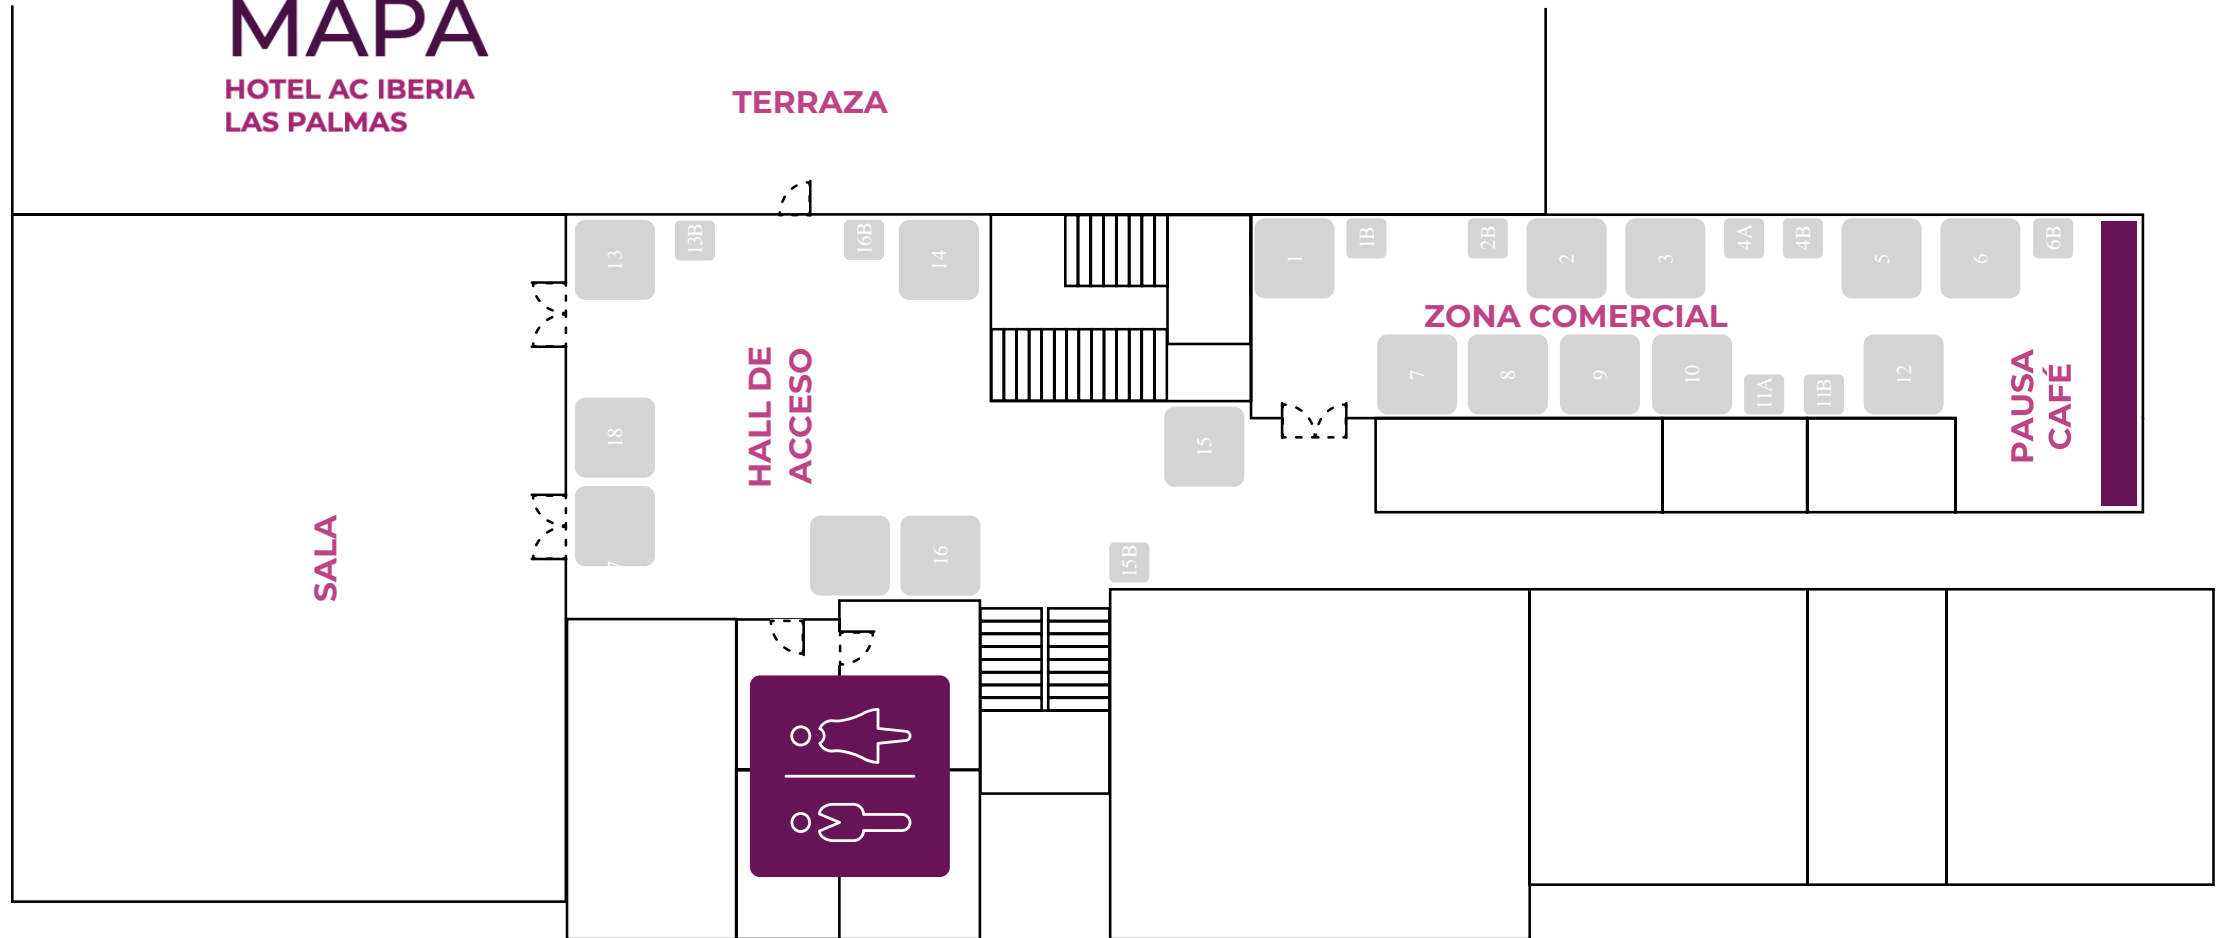 MAPA
HOTEL AC IBERIA
LAS PALMAS
TERRAZA
13
13B
16B
14
1
1B
2B
2
3
4A
4B
5
6
6B
ZONA COMERCIAL
7
8
9
10
11A
11B
12
PAUSA
CAFÉ
HALL DE
ACCESO
18
15
16
15B
SALA